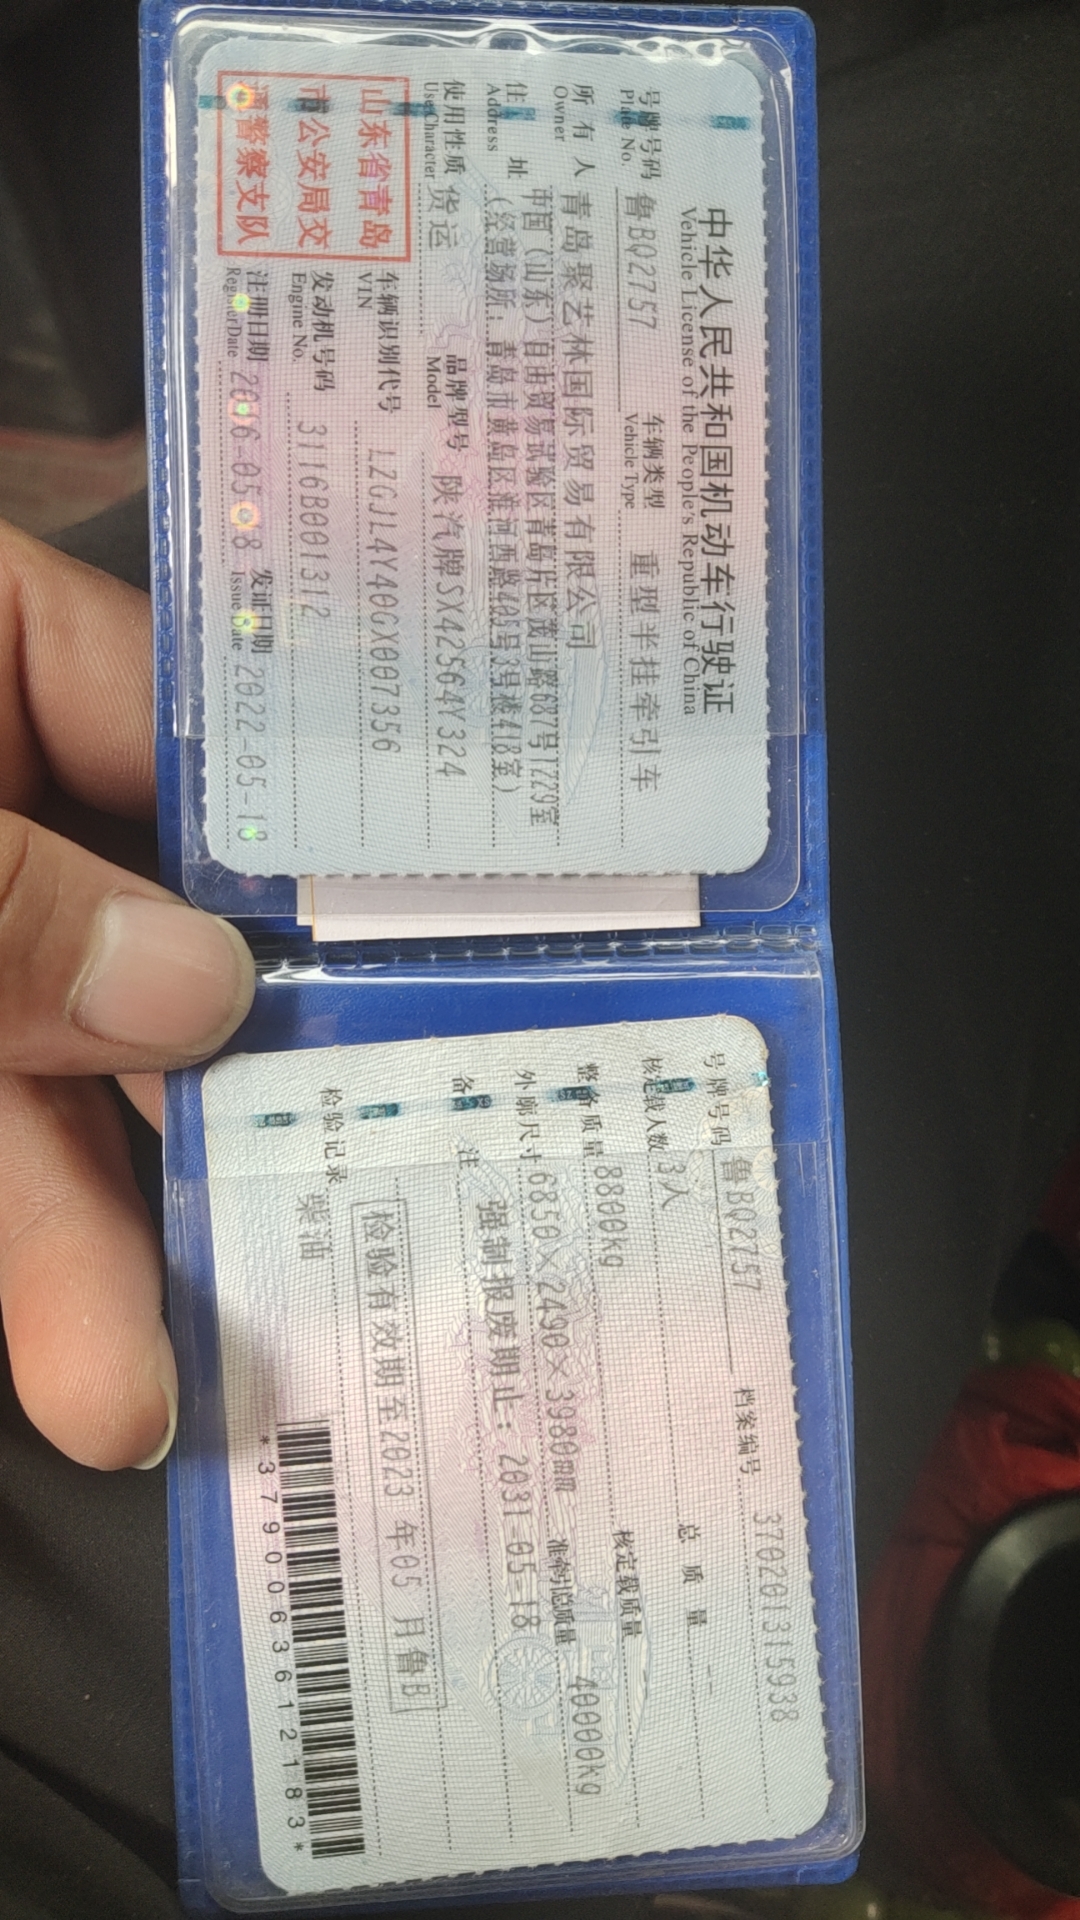 中华人民共和国机动车行驶证
Vehicle License of the People's Republic of China
号牌号码 鲁BQ2757 车辆类型 重型半挂牵引车
Plate No. Vehicle Type
所有人 青岛聚艺林国际贸易有限公司
Owner
住址 中国(山东)自由贸易试验区青岛片区茂山路687号1229室
Address (经营场所:青岛市黄岛区淮河西路405号3号楼418室)
使用性质 货运 品牌型号 陕汽牌SX42564Y324
Use Character Model
山东省青岛
市公安局交
通警察支队
车辆识别代号 LZGJL4Y40GX007356
VIN
发动机号码 3116B001312
Engine No.
注册日期 2016-05-18 发证日期 2022-05-18
Register Date Issue Date
号牌号码 鲁BQ2757 档案编号 370201315938
核定载人数 3人 总质量 --
整备质量 8800kg 核定载质量
外廓尺寸 6850×2490×3980mm 准牵引总质量 40000kg
备注 强制报废期止:2031-05-18
检验有效期至2023年05月鲁B
检验记录 柴油
*3790063612183*